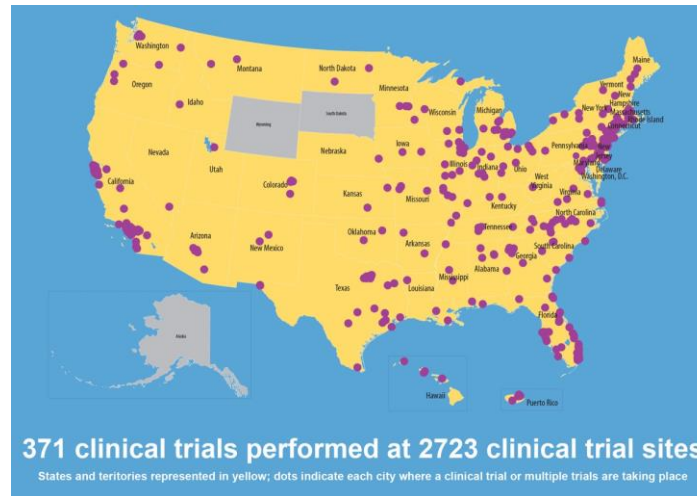 Washington
Montana
North Dakota
Maine
Oregon
Minnesota
Vermont
New
Hampshire
Idaho
South Dakota
Wisconsin
Michigan
New York
Massachusetts
Rhode Island
Connecticut
Wyoming
Iowa
Pennsylvania
New
Jersey
Nevada
Nebraska
Illinois
Indiana
Ohio
Maryland
Delaware
Washington, D.C.
Utah
Colorado
West
Virginia
Virginia
California
Kansas
Missouri
Kentucky
North Carolina
Tennessee
Oklahoma
Arkansas
South Carolina
Arizona
New Mexico
Mississippi
Alabama
Georgia
Texas
Louisiana
Florida
Alaska
Hawaii
Puerto Rico
371 clinical trials performed at 2723 clinical trial sites
States and teritories represented in yellow; dots indicate each city where a clinical trial or multiple trials are taking place